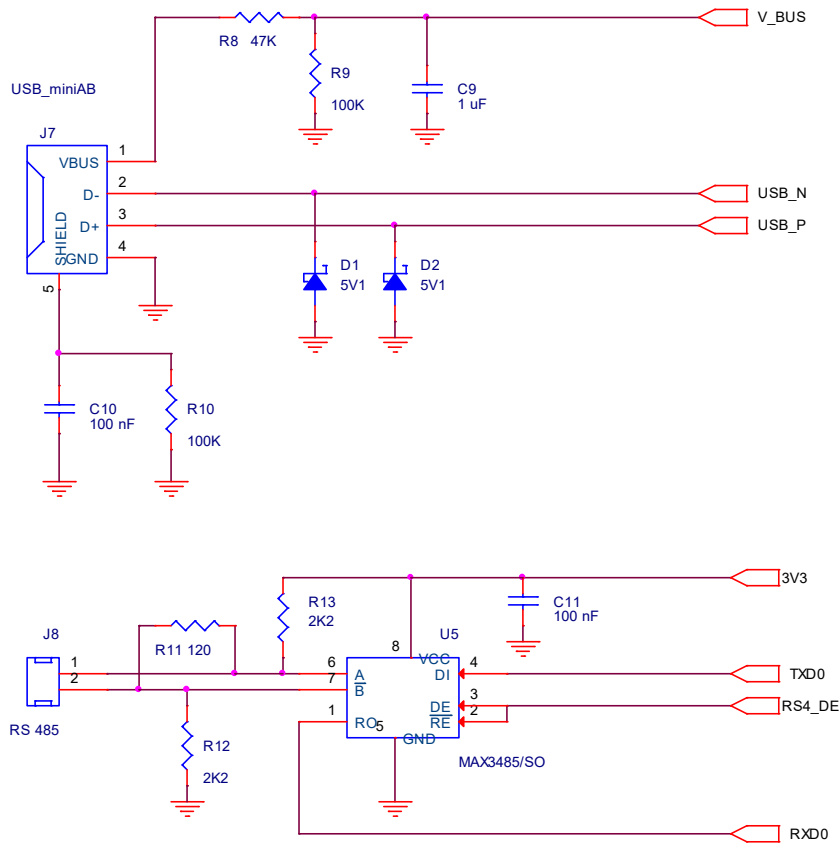 V_BUS
R8 47K
R9
100K
C9
1 uF
USB_miniAB
J7
VBUS
1
D-
2
USB_N
D+
3
USB_P
GND
4
SHIELD
5
D1
5V1
D2
5V1
C10
100 nF
R10
100K
3V3
R13
2K2
C11
100 nF
J8
R11 120
U5
8
VCC
1
6
A
DI
4
TXD0
2
7
B
DE
3
RS4_DE
RE
2
1
RO
5
GND
RS 485
R12
2K2
MAX3485/SO
RXD0